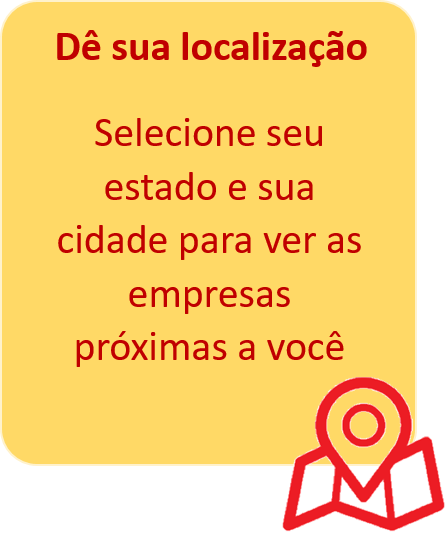 Dê sua localização
Selecione seu
estado e sua
cidade para ver as
empresas
próximas a você